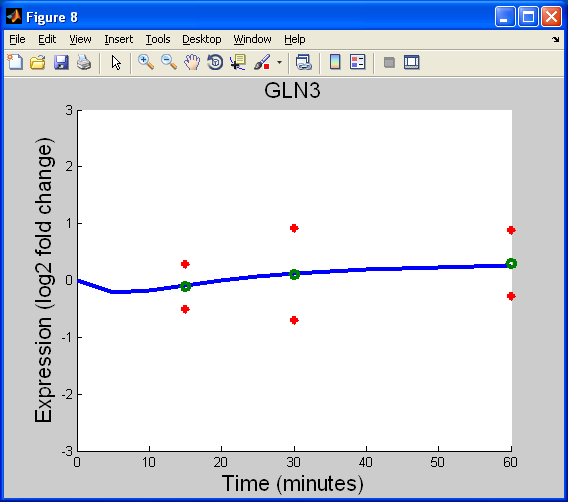 Figure 8
File Edit View Insert Tools Desktop Window Help
GLN3
Expression (log2 fold change)
3
2
1
0
-1
-2
-3
0 10 20 30 40 50 60
Time (minutes)